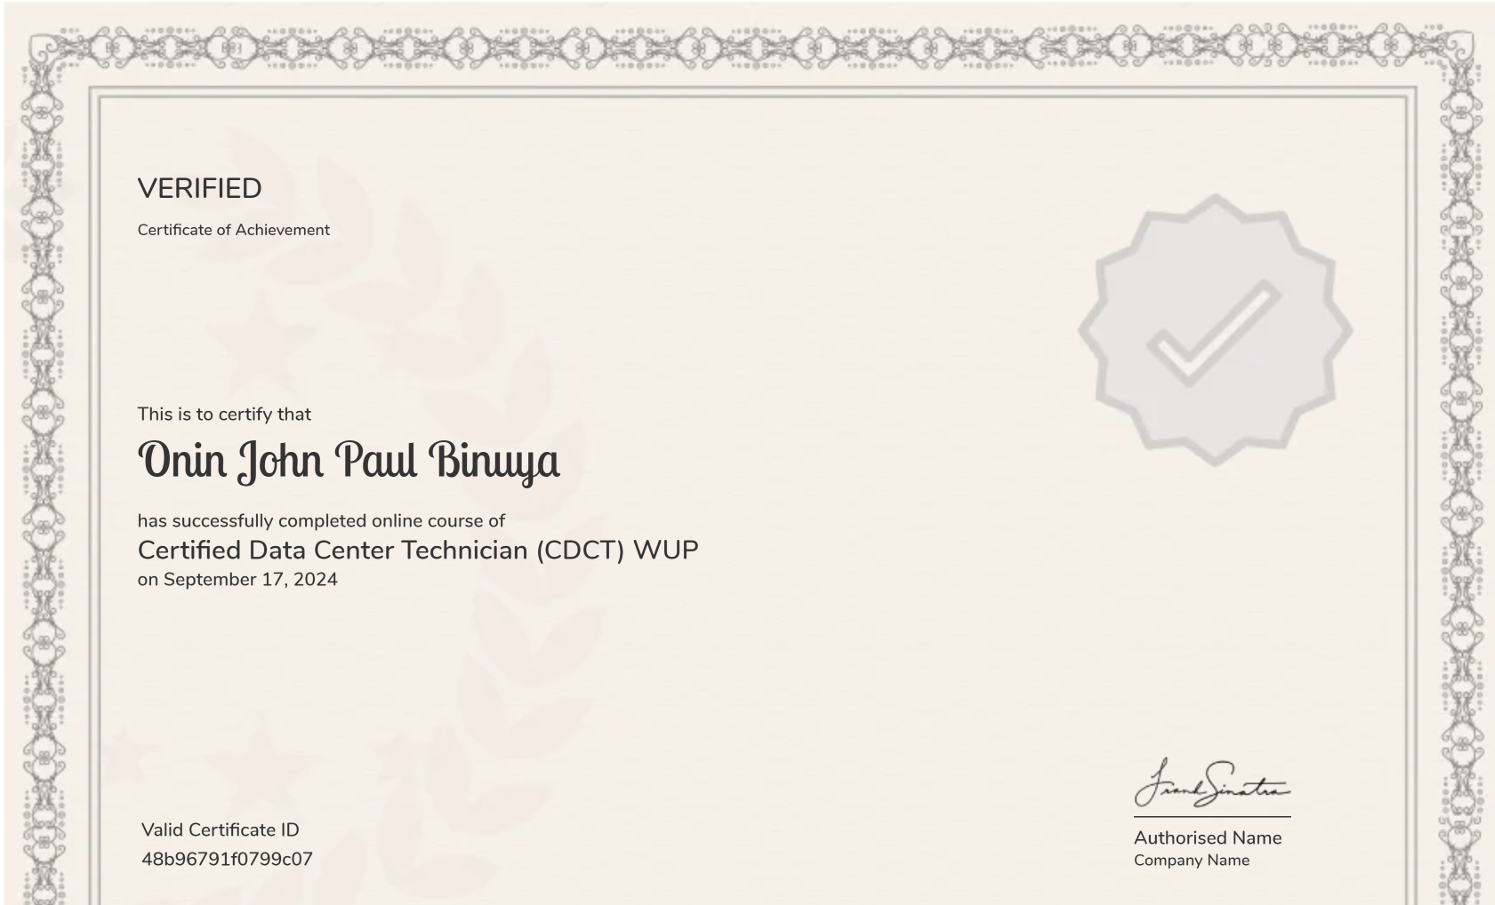 VERIFIED
Certificate of Achievement
This is to certify that
Onin John Paul Binuya
has successfully completed online course of
Certified Data Center Technician (CDCT) WUP
on September 17, 2024
Frank Sinatra
Authorised Name
Company Name
Valid Certificate ID
48b96791f0799c07